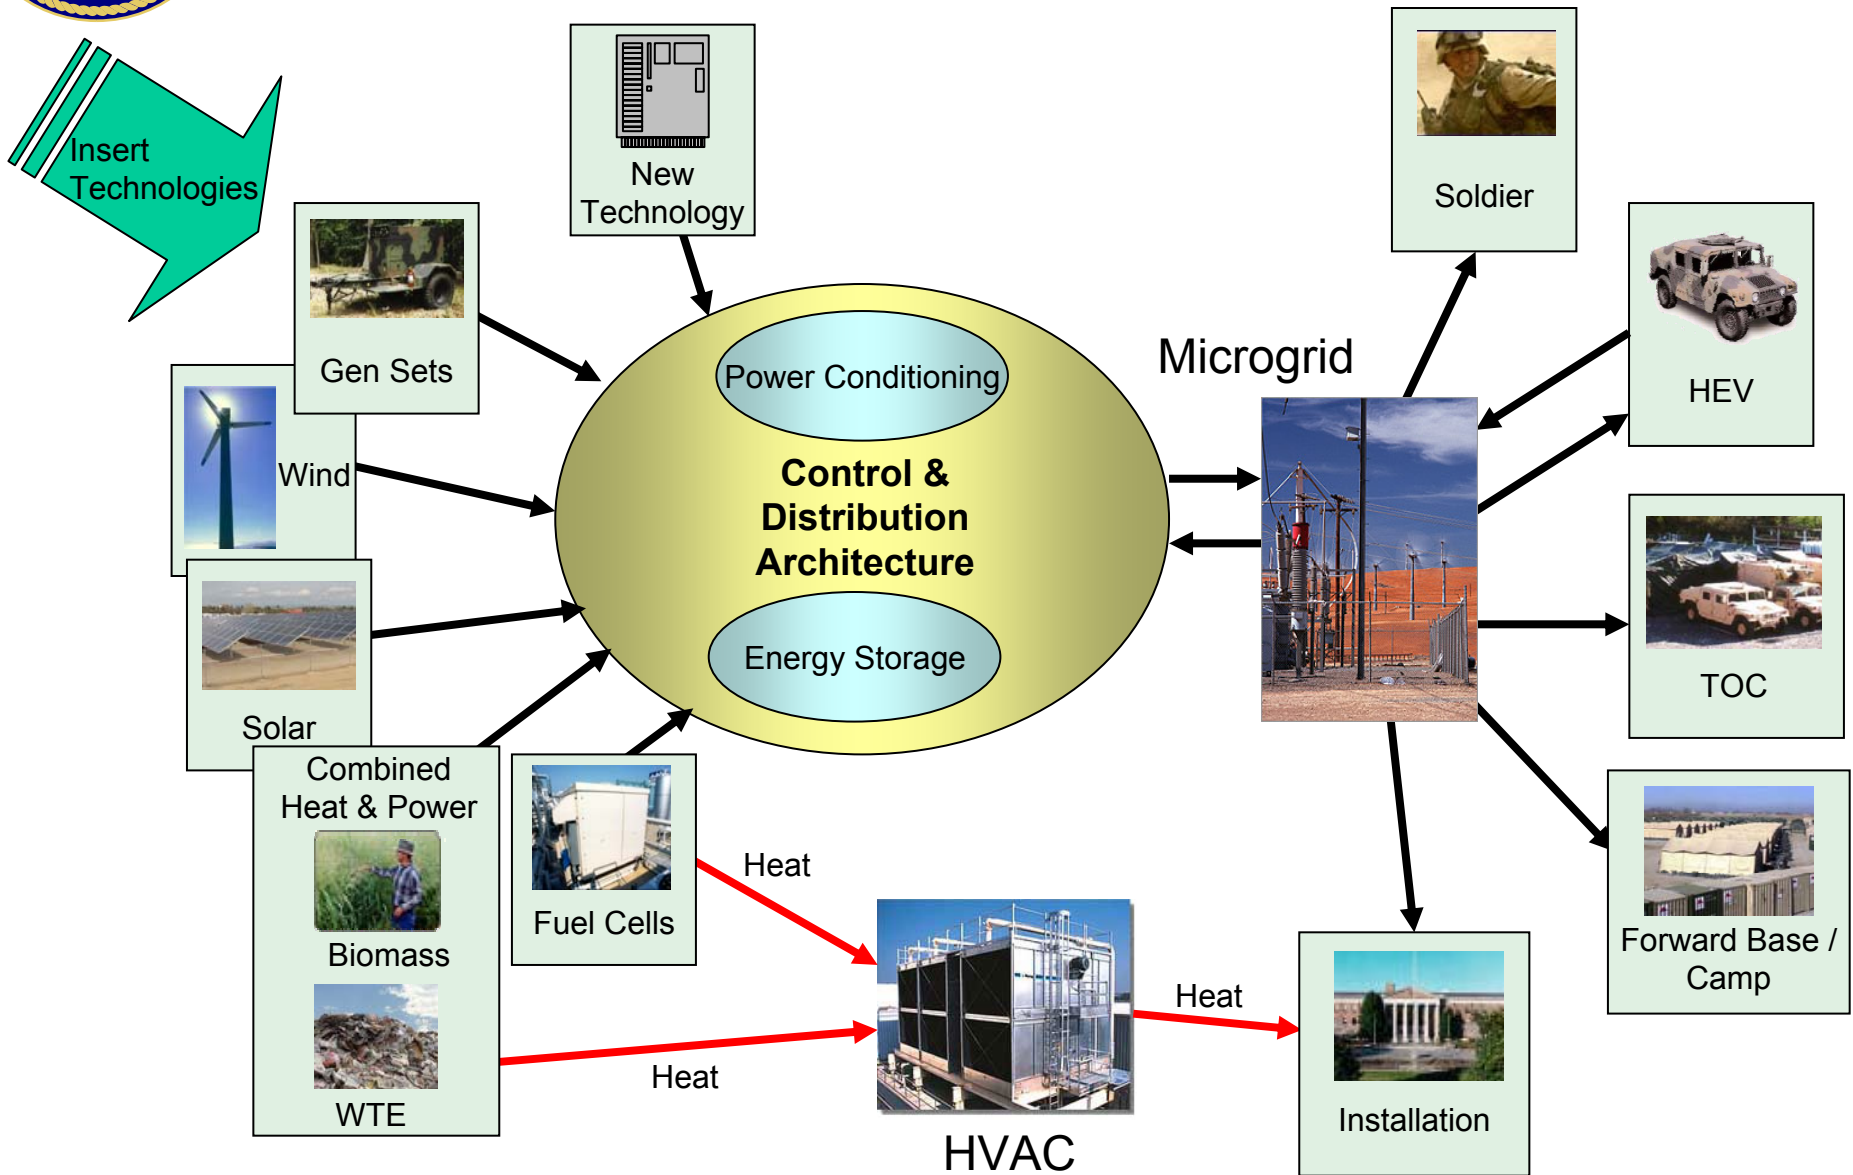 Insert
Technologies
New
Technology
Soldier
Gen Sets
Power Conditioning
Microgrid
HEV
Wind
Control &
Distribution
Architecture
Energy Storage
TOC
Solar
Combined
Heat & Power
Heat
Fuel Cells
Biomass
Forward Base /
Camp
Heat
Heat
WTE
Installation
HVAC